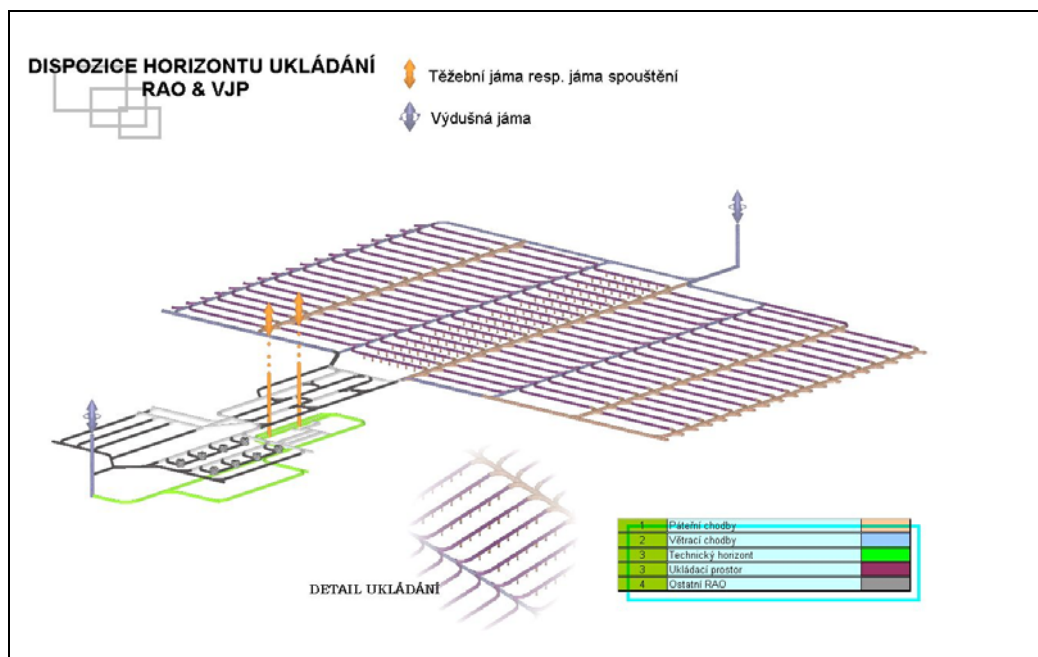 DISPOZICE HORIZONTU UKLÁDÁNÍ
RAO & VJP
Těžební jáma resp. jáma spouštění
Výdušná jáma
DETAIL UKLÁDÁNÍ
1 Páteřní chodby
2 Větrací chodby
3 Technický horizont
3 Ukládací prostor
4 Ostatní RAO